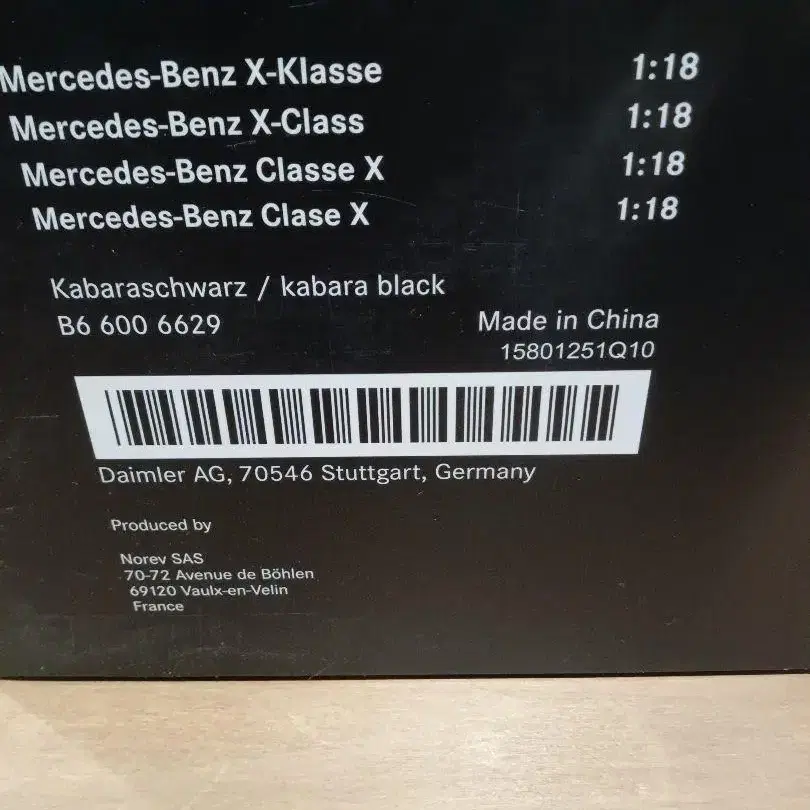 Mercedes-Benz X-Klasse 1:18
Mercedes-Benz X-Class 1:18
Mercedes-Benz Classe X 1:18
Mercedes-Benz Clase X 1:18
Kabaraschwarz / kabara black
B6 600 6629 Made in China
15801251Q10
Daimler AG, 70546 Stuttgart, Germany
Produced by
Norev SAS
70-72 Avenue de Böhlen
69120 Vaulx-en-Velin
France